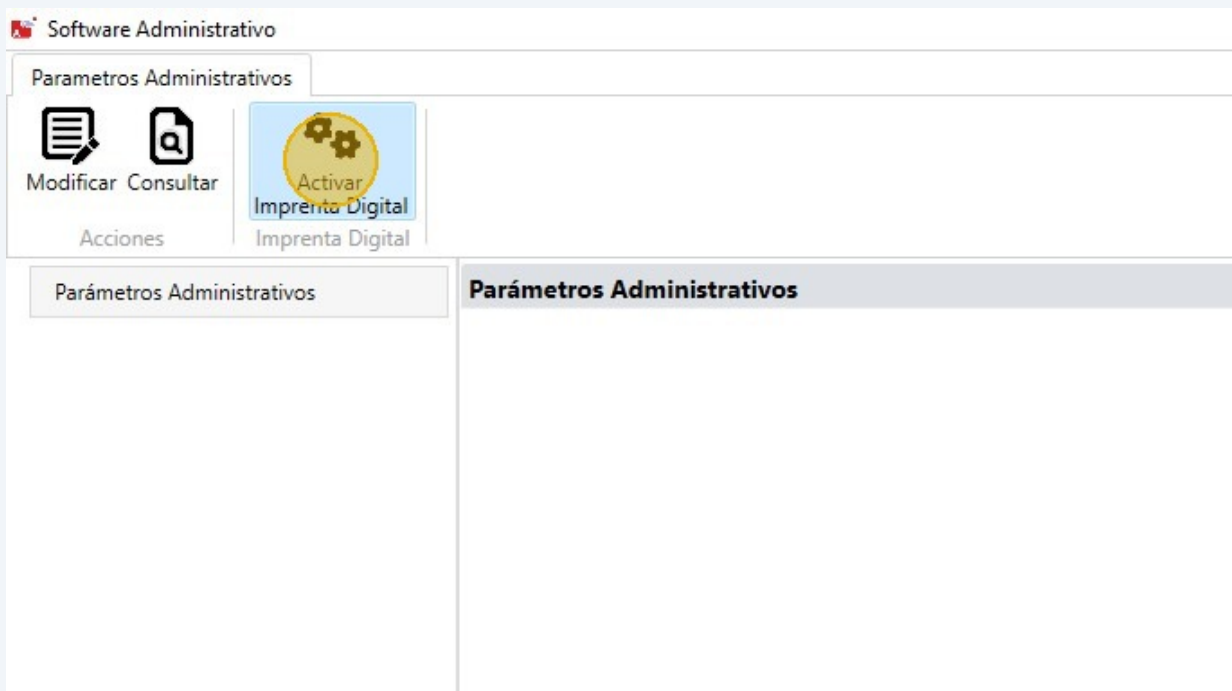 Software Administrativo
Parametros Administrativos
Modificar Consultar
Activar
Imprenta Digital
Acciones
Imprenta Digital
Parámetros Administrativos
Parámetros Administrativos